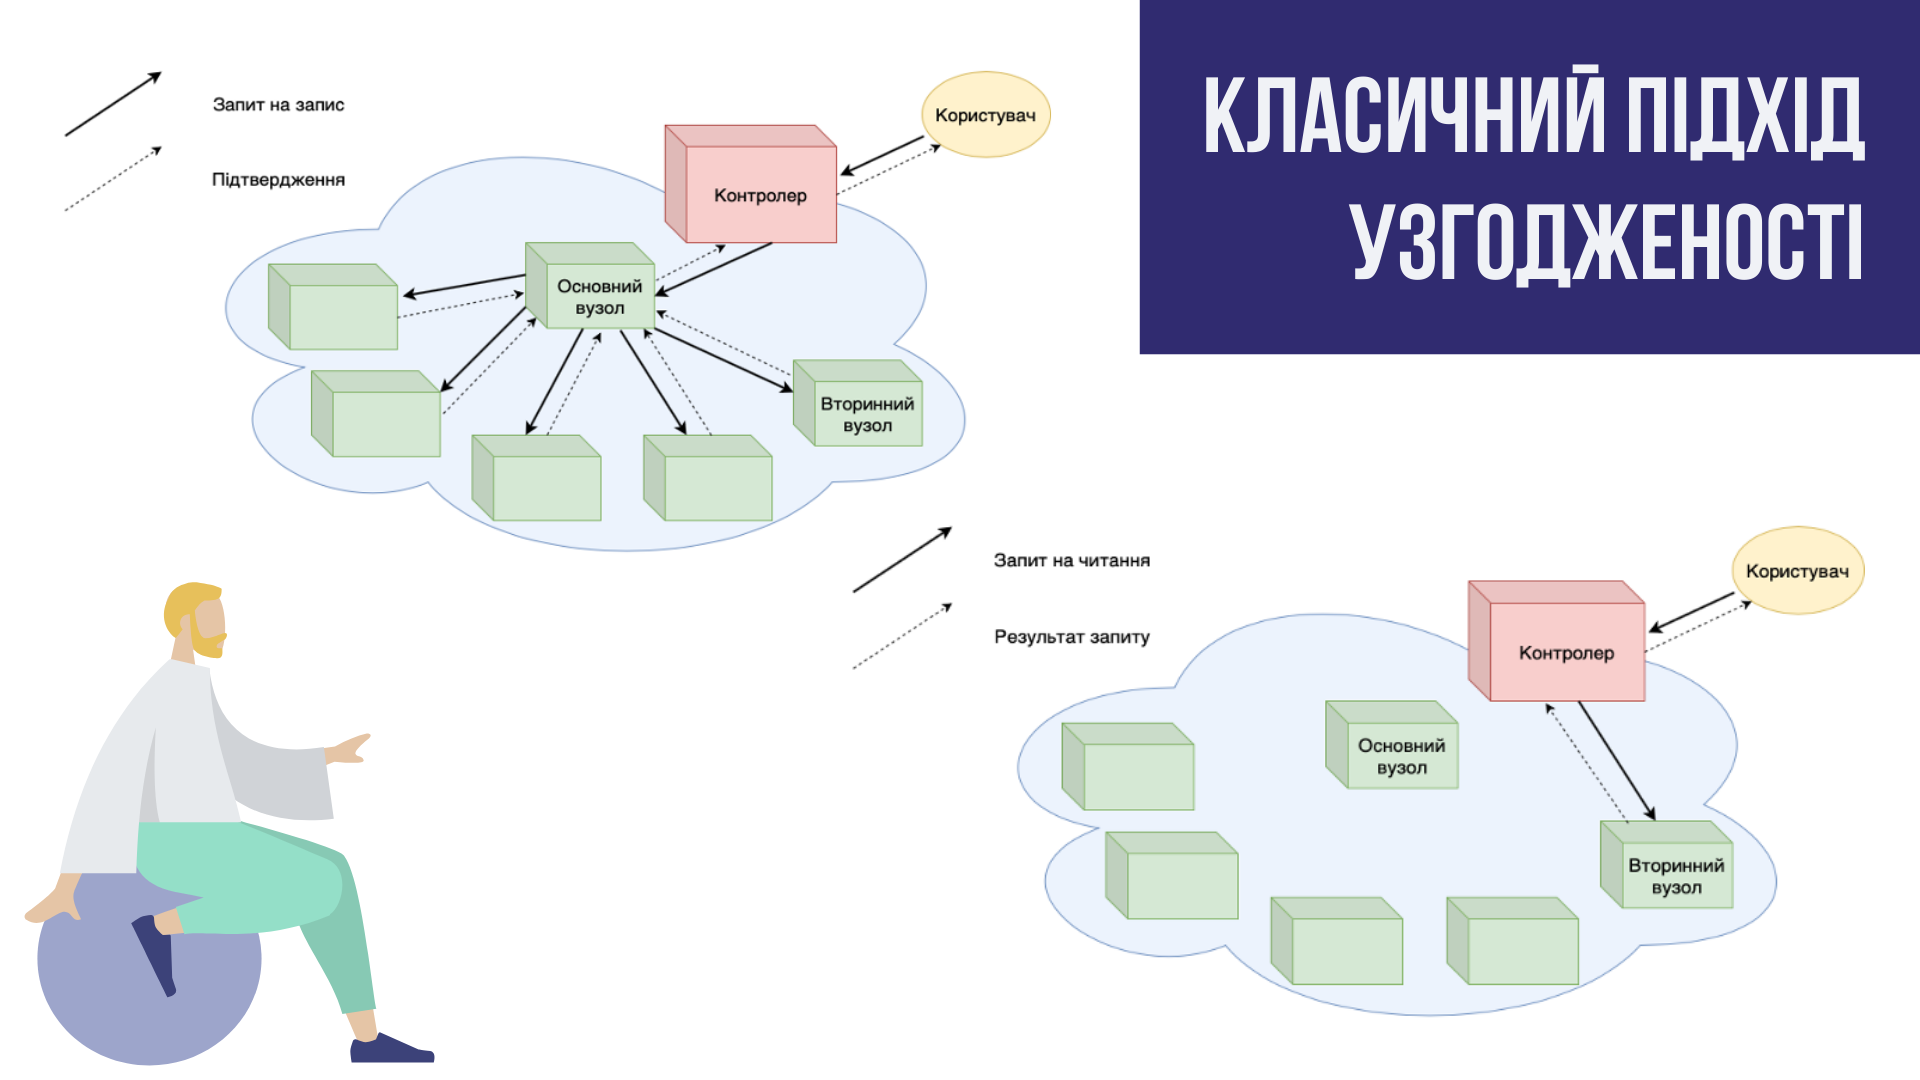 КЛАСИЧНИЙ ПІДХІД
УЗГОДЖЕНОСТІ
Запит на запис
Підтвердження
Користувач
Контролер
Основний
вузол
Вторинний
вузол
Запит на читання
Результат запиту
Користувач
Контролер
Основний
вузол
Вторинний
вузол